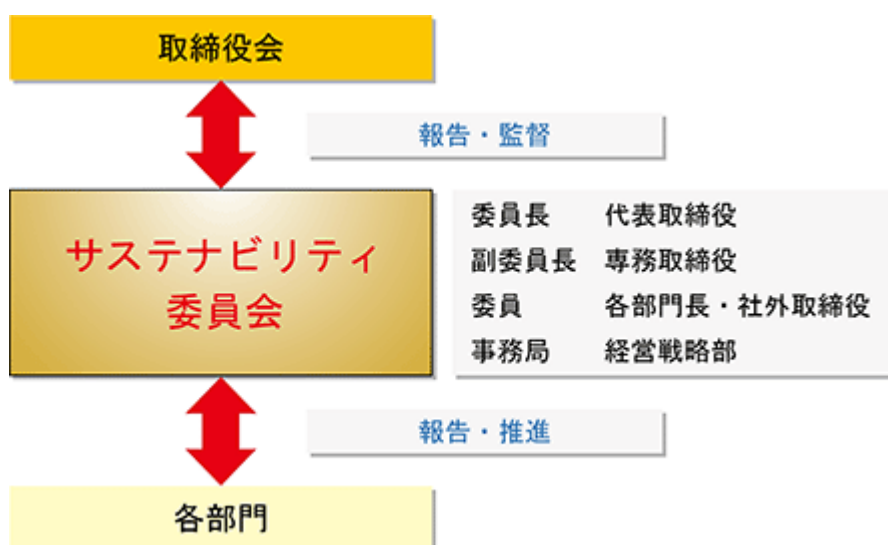 取締役会
報告・監督
サステナビリティ
委員会
委員長 代表取締役
副委員長 専務取締役
委員 各部門長・社外取締役
事務局 経営戦略部
報告・推進
各部門